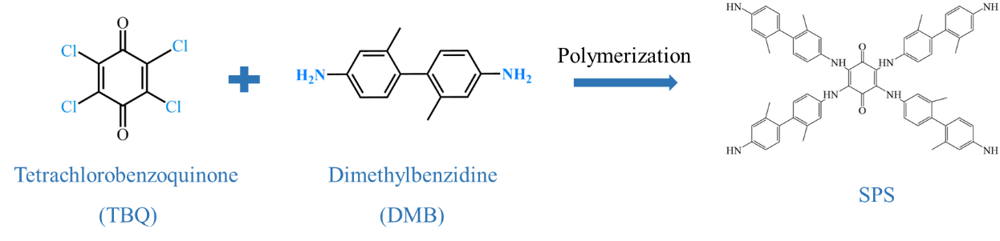 O
Cl
Cl
Cl
Cl
O
H₂N
NH₂
Polymerization
HN
NH
NH
O
HN
NH
O
HN
HN
NH
Tetrachlorobenzoquinone
(TBQ)
Dimethylbenzidine
(DMB)
SPS